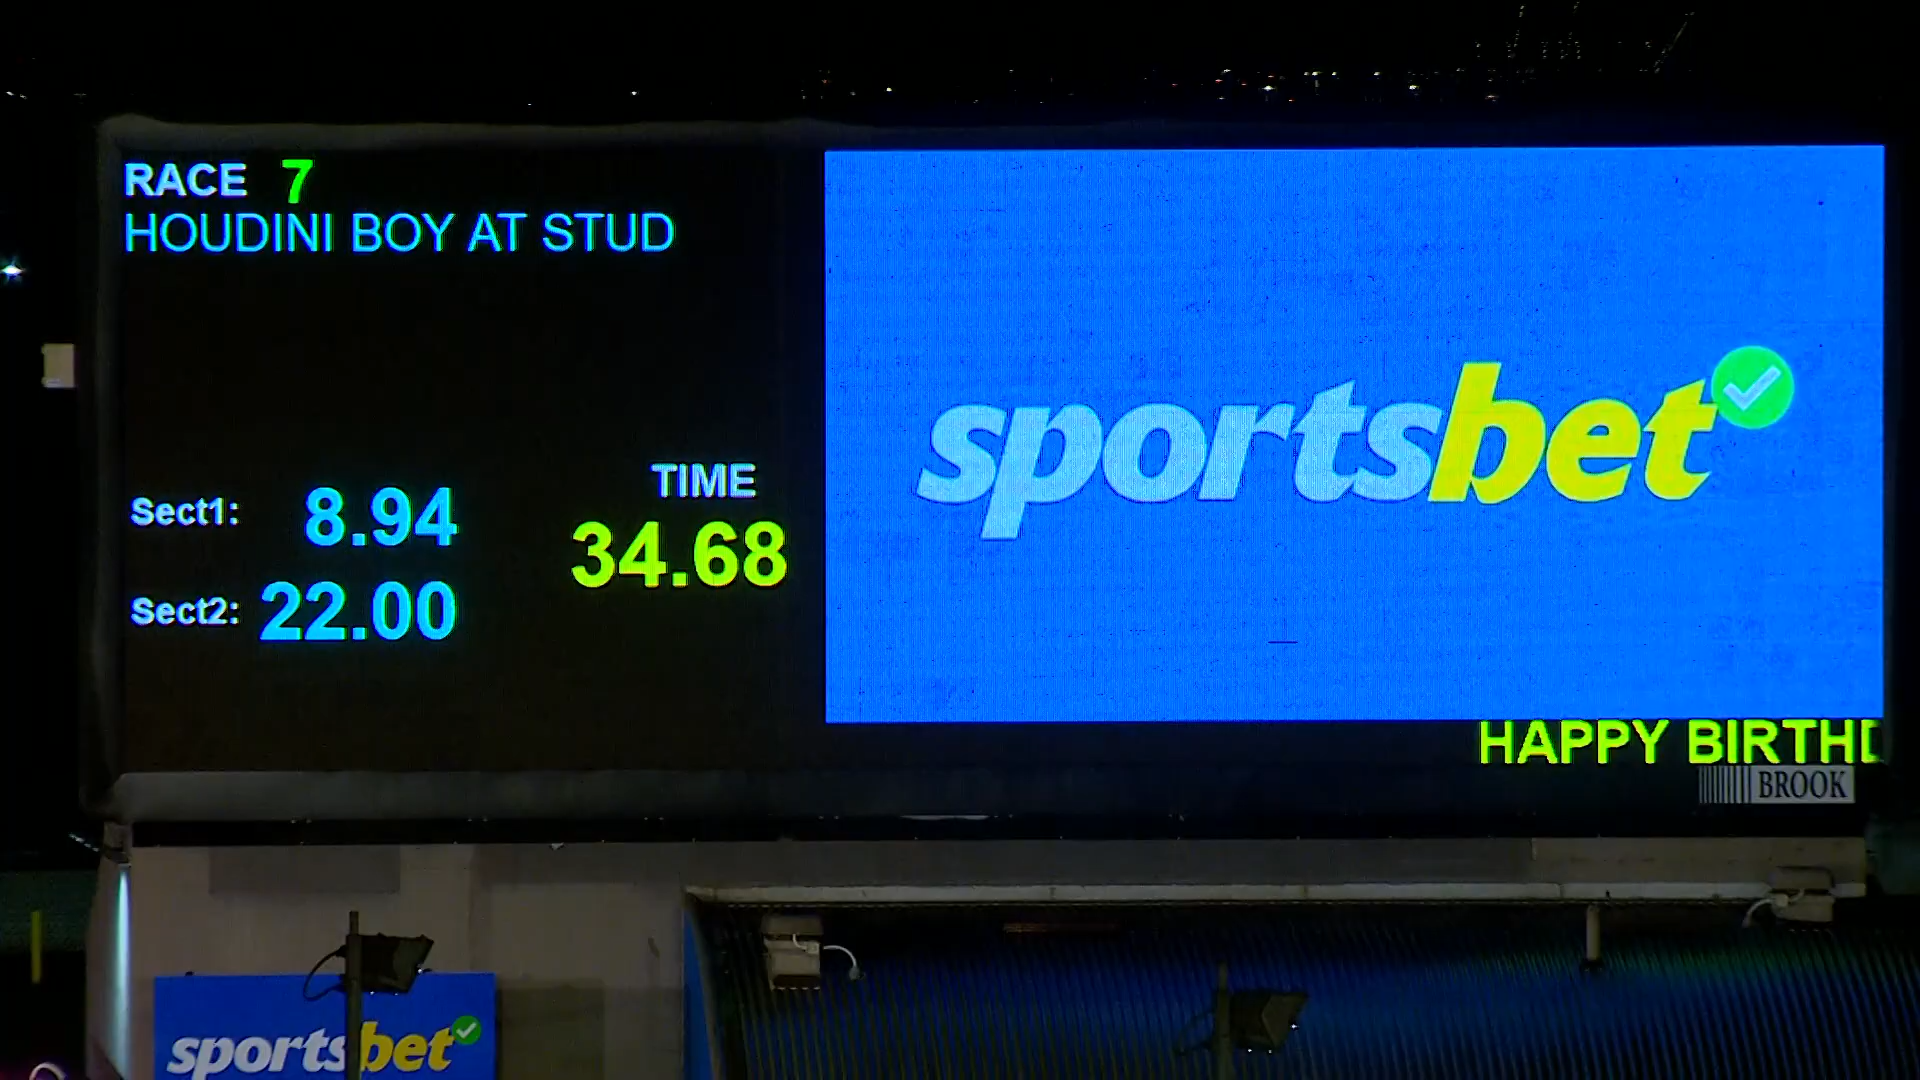 RACE 7
HOUDINI BOY AT STUD
Sect1: 8.94
Sect2: 22.00
TIME
34.68
sportsbet
HAPPY BIRTHD
BROOK
sportsbet